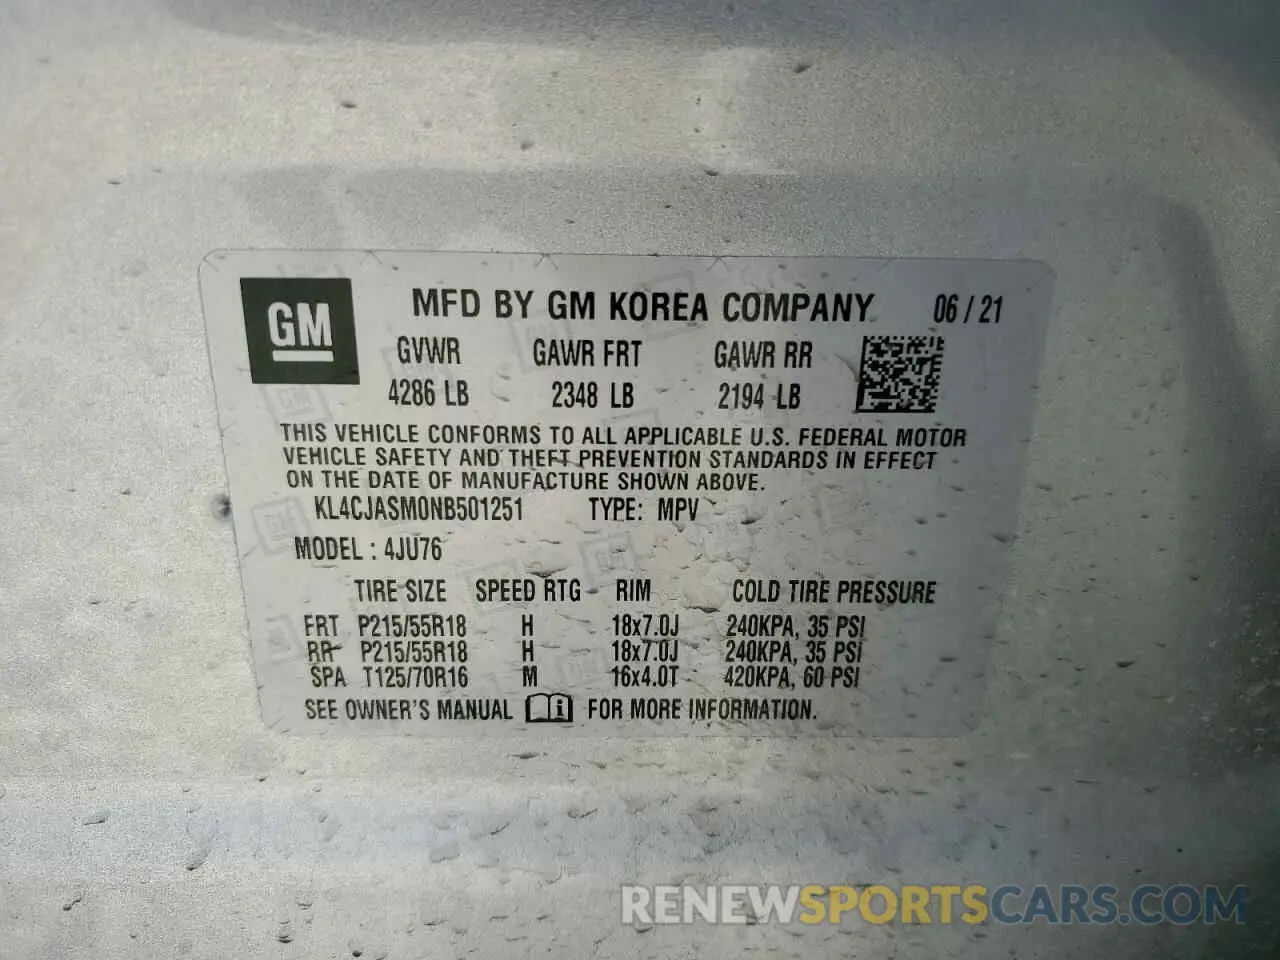 GM
MFD BY GM KOREA COMPANY 06 / 21
GVWR GAWR FRT GAWR RR
4286 LB 2348 LB 2194 LB
THIS VEHICLE CONFORMS TO ALL APPLICABLE U.S. FEDERAL MOTOR
VEHICLE SAFETY AND THEFT PREVENTION STANDARDS IN EFFECT
ON THE DATE OF MANUFACTURE SHOWN ABOVE.
KL4CJASM0NB501251 TYPE: MPV
MODEL : 4JU76
TIRE SIZE SPEED RTG RIM COLD TIRE PRESSURE
FRT P215/55R18 H 18x7.0J 240KPA, 35 PSI
RR P215/55R18 H 18x7.0J 240KPA, 35 PSI
SPA T125/70R16 M 16x4.0T 420KPA, 60 PSI
SEE OWNER'S MANUAL i FOR MORE INFORMATION.
RENEWSPORTSCARS.COM